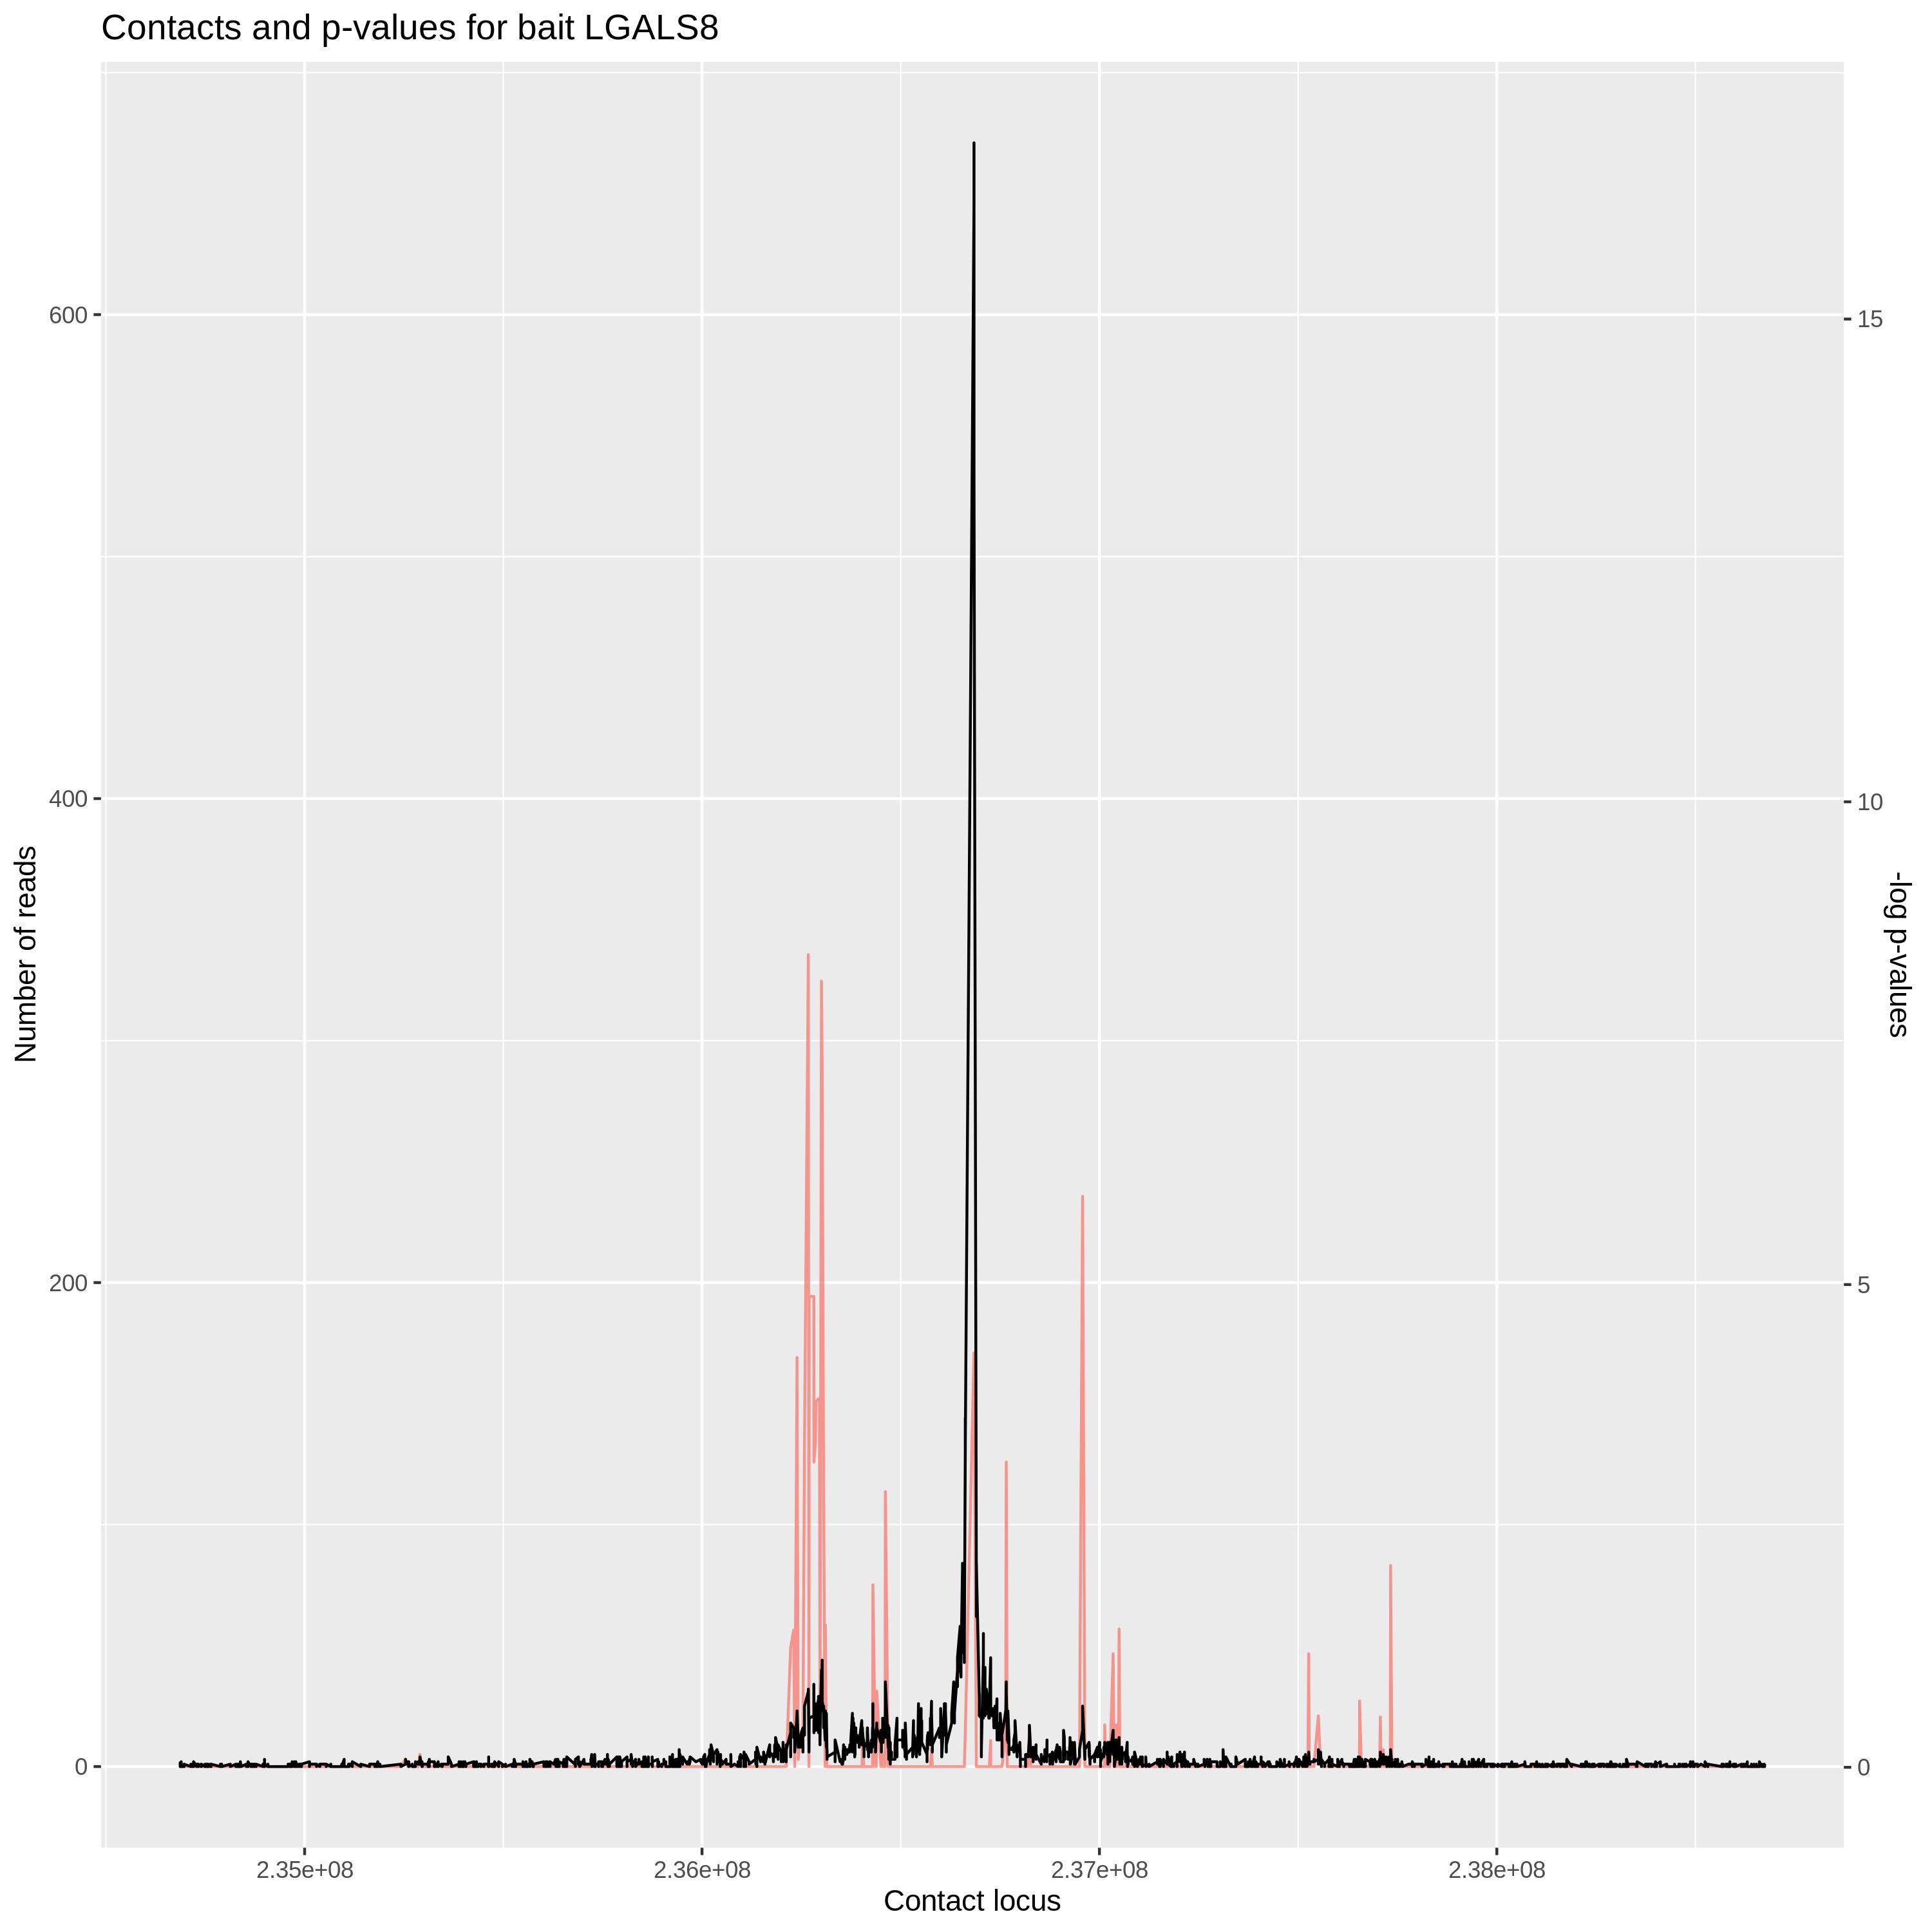 Contacts and p-values for bait LGALS8
600
400
200
0
Number of reads
15
10
5
0
-log p-values
2.35e+08
2.36e+08
2.37e+08
2.38e+08
Contact locus